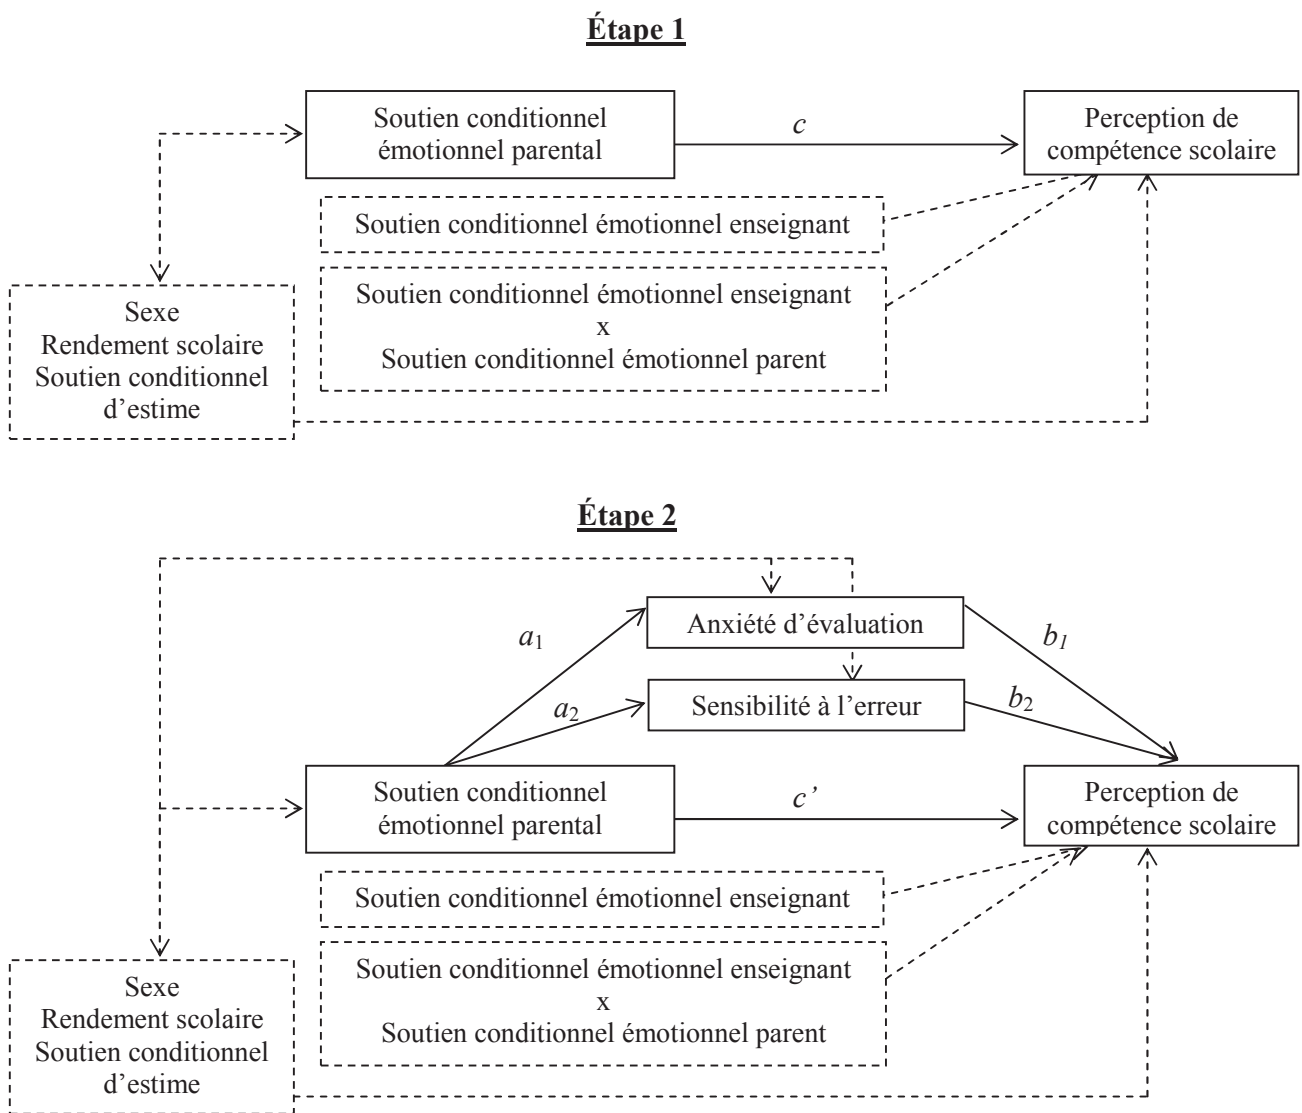 Étape 1
Soutien conditionnel
émotionnel parental
c
Perception de
compétence scolaire
Soutien conditionnel émotionnel enseignant
Soutien conditionnel émotionnel enseignant
x
Soutien conditionnel émotionnel parent
Sexe
Rendement scolaire
Soutien conditionnel
d’estime
Étape 2
Anxiété d’évaluation
a1
b1
Sensibilité à l’erreur
a2
b2
Soutien conditionnel
émotionnel parental
c’
Perception de
compétence scolaire
Soutien conditionnel émotionnel enseignant
Soutien conditionnel émotionnel enseignant
x
Soutien conditionnel émotionnel parent
Sexe
Rendement scolaire
Soutien conditionnel
d’estime